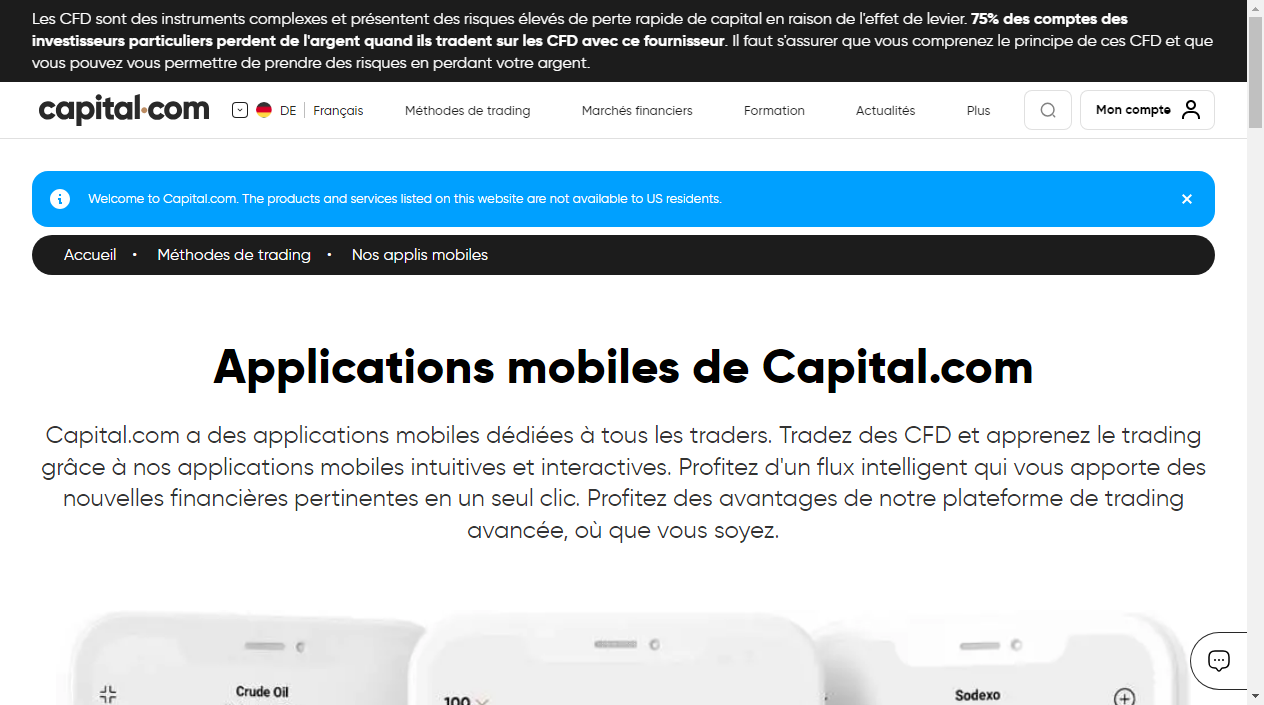 Les CFD sont des instruments complexes et présentent des risques élevés de perte rapide de capital en raison de l'effet de levier. 75% des comptes des
investisseurs particuliers perdent de l'argent quand ils tradent sur les CFD avec ce fournisseur. Il faut s'assurer que vous comprenez le principe de ces CFD et que
vous pouvez vous permettre de prendre des risques en perdant votre argent.
capital.com DE Français Méthodes de trading Marchés financiers Formation Actualités Plus Mon compte
Welcome to Capital.com. The products and services listed on this website are not available to US residents.
Accueil • Méthodes de trading • Nos applis mobiles
Applications mobiles de Capital.com
Capital.com a des applications mobiles dédiées à tous les traders. Tradez des CFD et apprenez le trading
grâce à nos applications mobiles intuitives et interactives. Profitez d'un flux intelligent qui vous apporte des
nouvelles financières pertinentes en un seul clic. Profitez des avantages de notre plateforme de trading
avancée, où que vous soyez.
Crude Oil
100
Sodexo